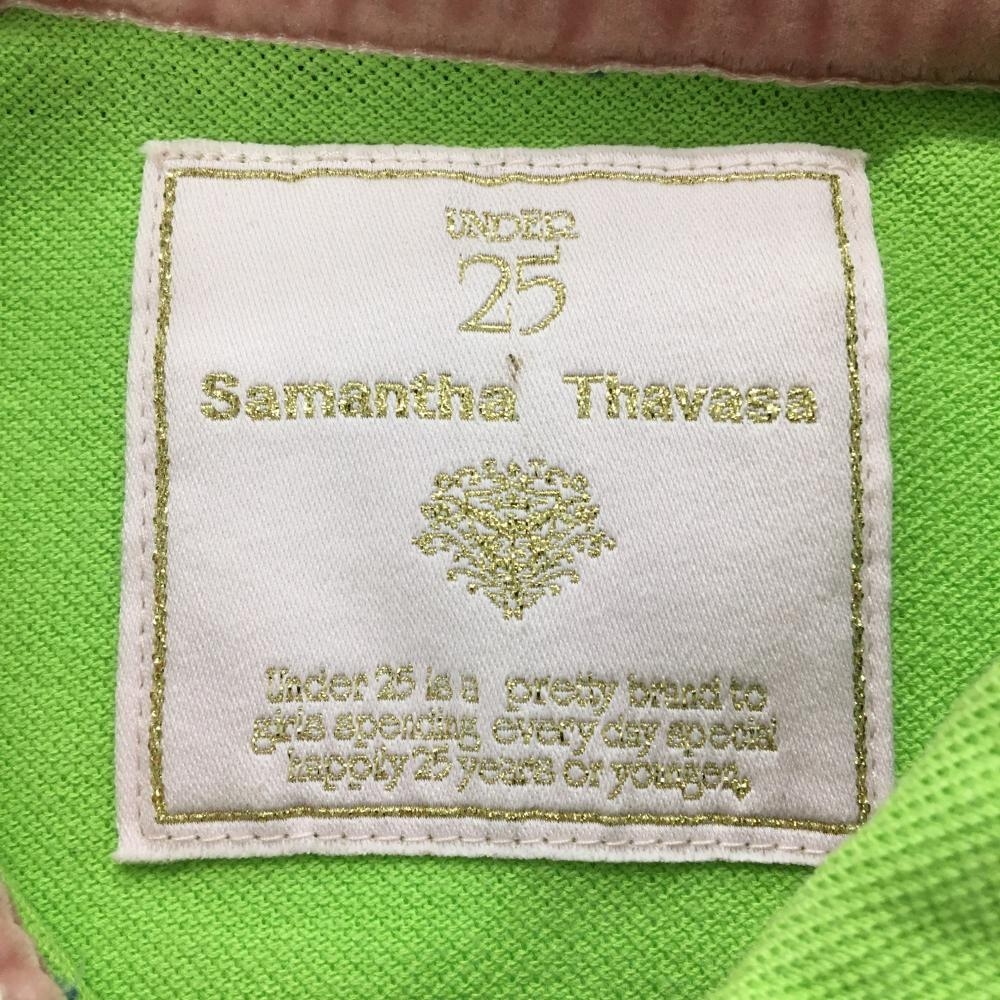 UNDER
25
Samantha Thavasa
Under 25 is a pretty brand to
girls spending every day special
happily 25 years or younger,